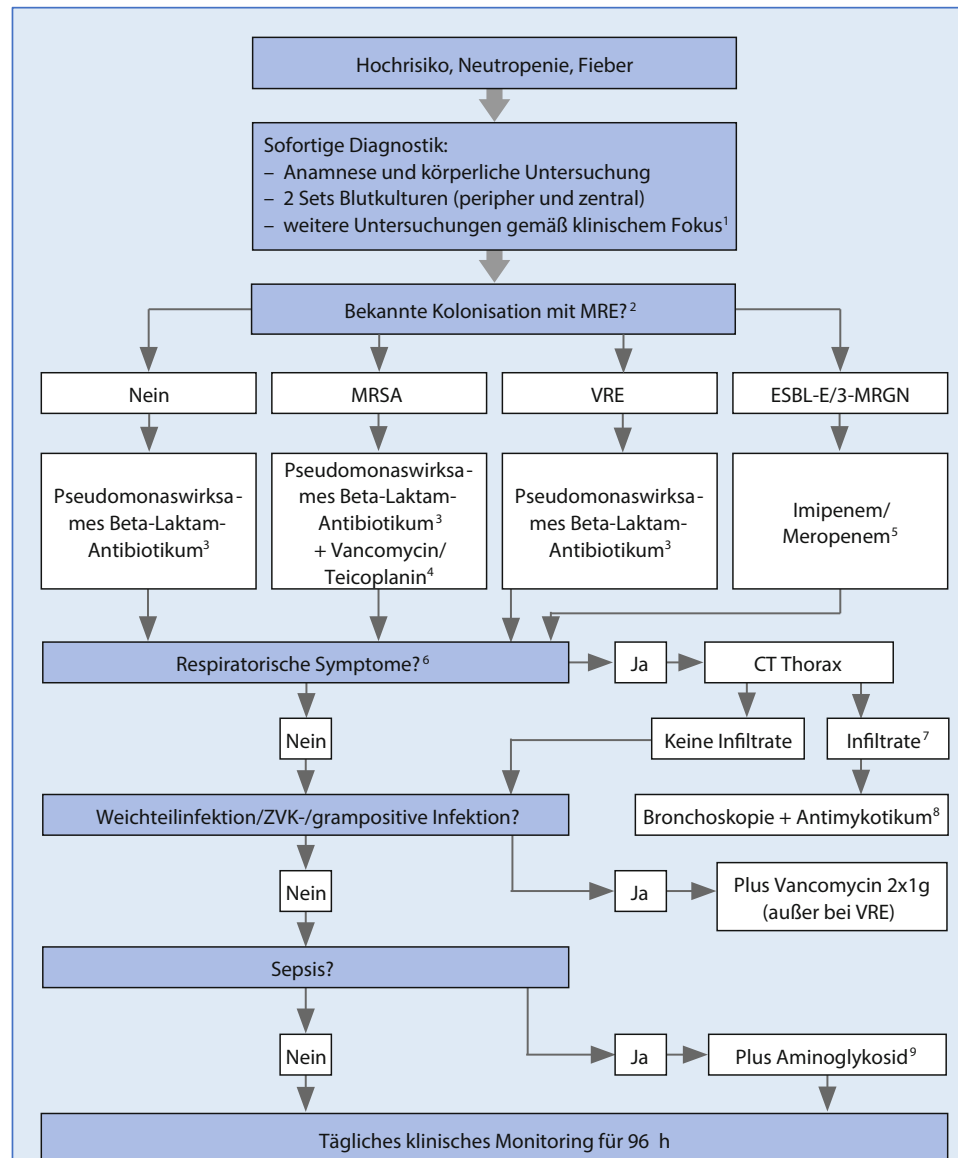 Hochrisiko, Neutropenie, Fieber
Sofortige Diagnostik:
– Anamnese und körperliche Untersuchung
– 2 Sets Blutkulturen (peripher und zentral)
– weitere Untersuchungen gemäß klinischem Fokus¹
Bekannte Kolonisation mit MRE?²
Nein
MRSA
VRE
ESBL-E/3-MRGN
Pseudomonaswirksa-
mes Beta-Laktam-
Antibiotikum³
Pseudomonaswirksa-
mes Beta-Laktam-
Antibiotikum³
+ Vancomycin/
Teicoplanin⁴
Pseudomonaswirksa-
mes Beta-Laktam-
Antibiotikum³
Imipenem/
Meropenem⁵
Respiratorische Symptome?⁶
Ja
CT Thorax
Nein
Keine Infiltrate
Infiltrate⁷
Weichteilinfektion/ZVK-/grampositive Infektion?
Bronchoskopie + Antimykotikum⁸
Nein
Ja
Plus Vancomycin 2x1g
(außer bei VRE)
Sepsis?
Nein
Ja
Plus Aminoglykosid⁹
Tägliches klinisches Monitoring für 96 h